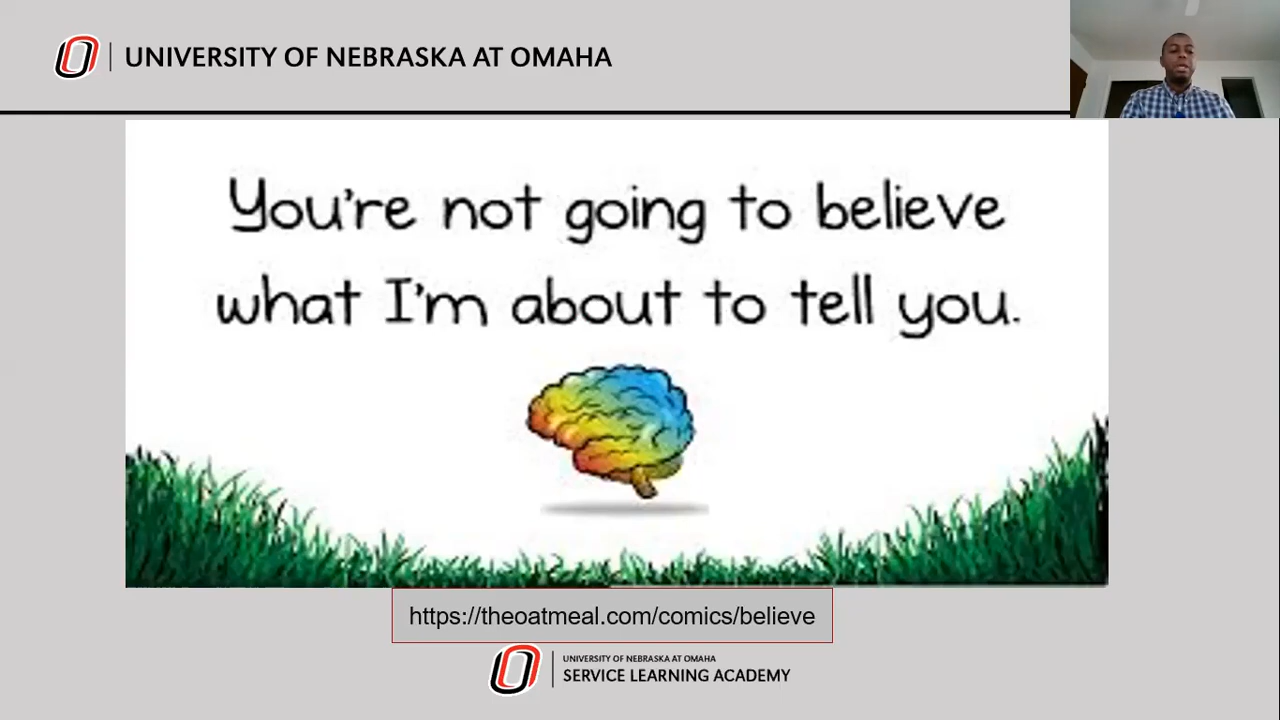 UNIVERSITY OF NEBRASKA AT OMAHA
You're not going to believe
what I'm about to tell you.
https://theoatmeal.com/comics/believe
UNIVERSITY OF NEBRASKA AT OMAHA
SERVICE LEARNING ACADEMY